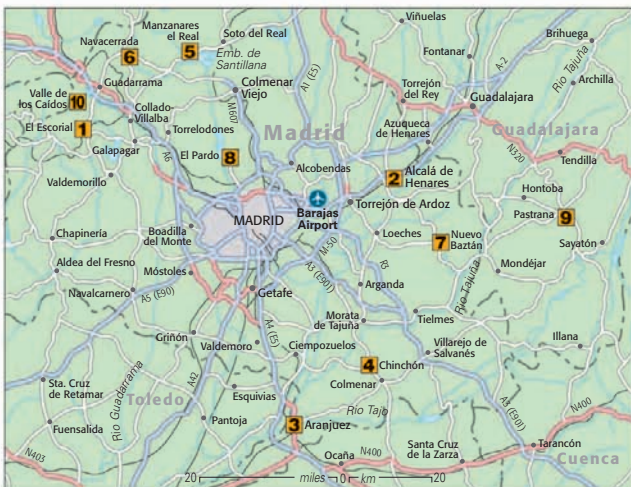 Manzanares
el Real
Soto del Real
Viñuelas
Brihuega
Navacerrada
6
5
Emb. de
Santillana
Fontanar
A-2
Rio Tajuña
Guadarrama
A1 (E5)
Archilla
Valle de
los Caídos
10
Colmenar
Viejo
Torrejón
del Rey
Guadalajara
M607
Collado-
Villalba
Azuqueca
de Henares
El Escorial
1
Torrelodones
Madrid
Guadalajara
Galapagar
A6
El Pardo
8
N320
Alcobendas
Tendilla
Valdemorillo
2
Alcalá de
Henares
Hontoba
Barajas
Airport
Torrejón de Ardoz
Pastrana
9
MADRID
Chapinería
Boadilla
del Monte
Loeches
7
Nuevo
Baztán
M-50
Sayatón
Aldea del Fresno
Móstoles
A3 (E901)
R3
Mondéjar
Navalcarnero
A5 (E90)
Getafe
Arganda
Rio Tajuña
Morata
de Tajuña
Tielmes
Griñón
A4 (E5)
Illana
Valdemoro
Ciempozuelos
Villarejo de
Salvanés
4
Chinchón
Sta. Cruz
de Retamar
Rio Guadarrama
Toledo
A42
Esquivias
Colmenar
A3 (E901)
Rio Tajo
N400
Fuensalida
Pantoja
3
Aranjuez
Santa Cruz
de la Zarza
Tarancón
N403
Ocaña
N400
Cuenca
20
miles
0
km
20